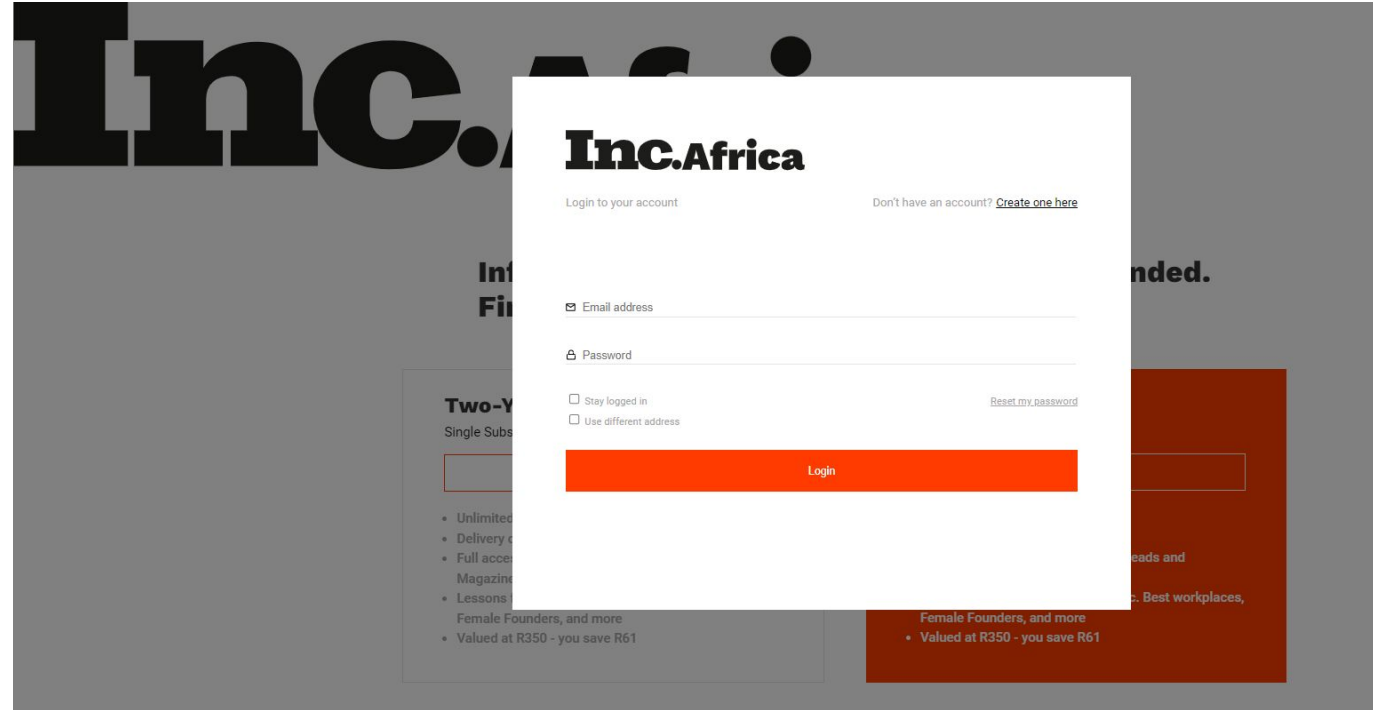 Inc.
Inc.Africa
Login to your account
Don't have an account? Create one here
nded.
Email address
Password
Two-Y
Single Subs
Stay logged in
Reset my password
Use different address
Login
Unlimited
Delivery
Full acce
Magazine
eads and
Lessons
Best workplaces,
Female Founders, and more
Valued at R350 - you save R61
Female Founders, and more
Valued at R350 - you save R61